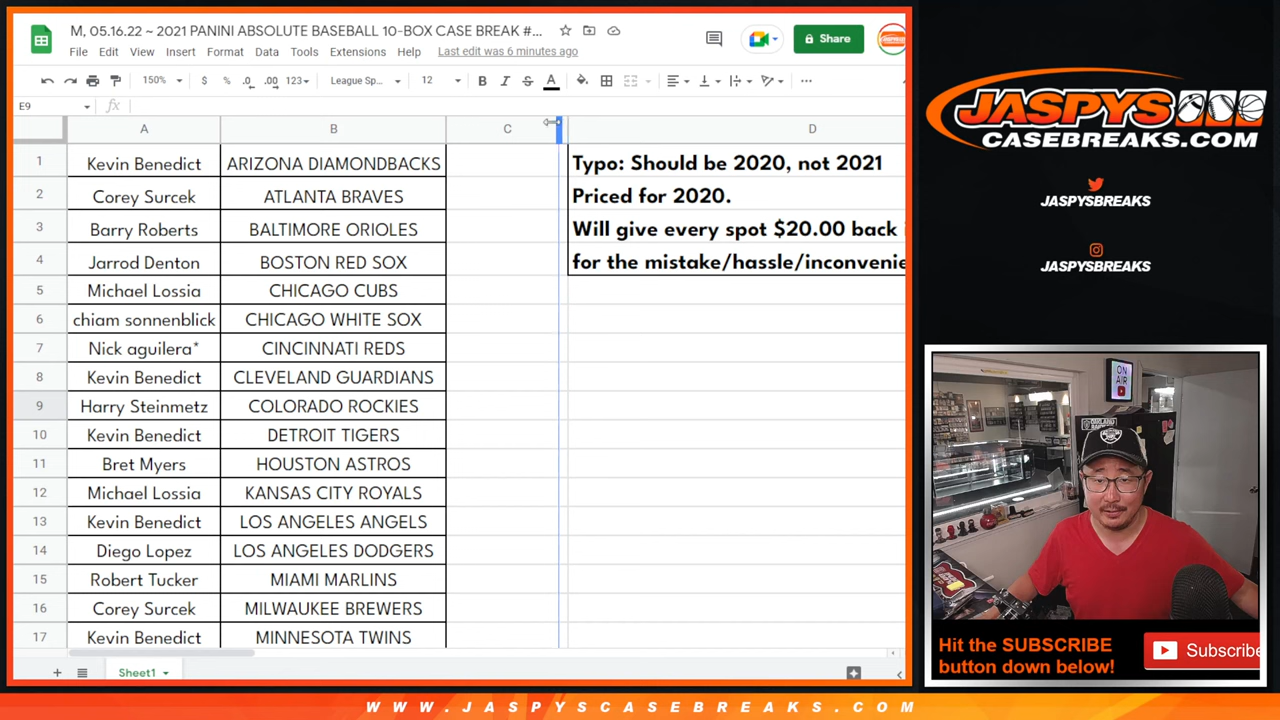 M, 05.16.22 ~ 2021 PANINI ABSOLUTE BASEBALL 10-BOX CASE BREAK #...
File Edit View Insert Format Data Tools Extensions Help Last edit was 6 minutes ago
Share
150% $ % .0 .00 123 League Sp... 12 B I S A
E9 fx
A B C D
1 Kevin Benedict ARIZONA DIAMONDBACKS Typo: Should be 2020, not 2021
2 Corey Surcek ATLANTA BRAVES Priced for 2020.
3 Barry Roberts BALTIMORE ORIOLES Will give every spot $20.00 back
4 Jarrod Denton BOSTON RED SOX for the mistake/hassle/inconvenie
5 Michael Lossia CHICAGO CUBS
6 chiam sonnenblick CHICAGO WHITE SOX
7 Nick aguilera* CINCINNATI REDS
8 Kevin Benedict CLEVELAND GUARDIANS
9 Harry Steinmetz COLORADO ROCKIES
10 Kevin Benedict DETROIT TIGERS
11 Bret Myers HOUSTON ASTROS
12 Michael Lossia KANSAS CITY ROYALS
13 Kevin Benedict LOS ANGELES ANGELS
14 Diego Lopez LOS ANGELES DODGERS
15 Robert Tucker MIAMI MARLINS
16 Corey Surcek MILWAUKEE BREWERS
17 Kevin Benedict MINNESOTA TWINS
Sheet1
JASPYS
CASEBREAKS.COM
JASPYSBREAKS
JASPYSBREAKS
ON
AIR
Hit the SUBSCRIBE
button down below!
Subscribe
WWW.JASPYSCASEBREAKS.COM